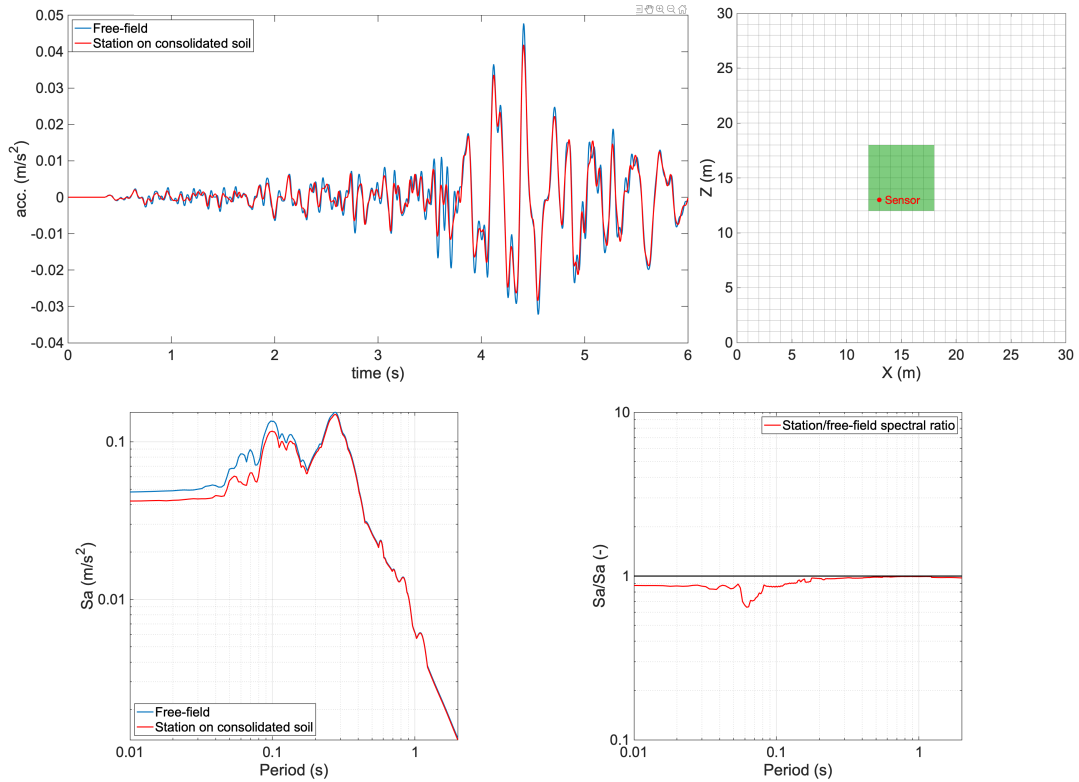 Free-field
Station on consolidated soil
0.05
0.04
0.03
0.02
0.01
0
-0.01
-0.02
-0.03
-0.04
acc. (m/s²)
0 1 2 3 4 5 6
time (s)
30
25
20
15
10
5
0
Z (m)
Sensor
0 5 10 15 20 25 30
X (m)
0.1
0.01
Sa (m/s²)
Free-field
Station on consolidated soil
0.01 0.1 1
Period (s)
Station/free-field spectral ratio
10
1
0.1
Sa/Sa (-)
0.01 0.1 1
Period (s)